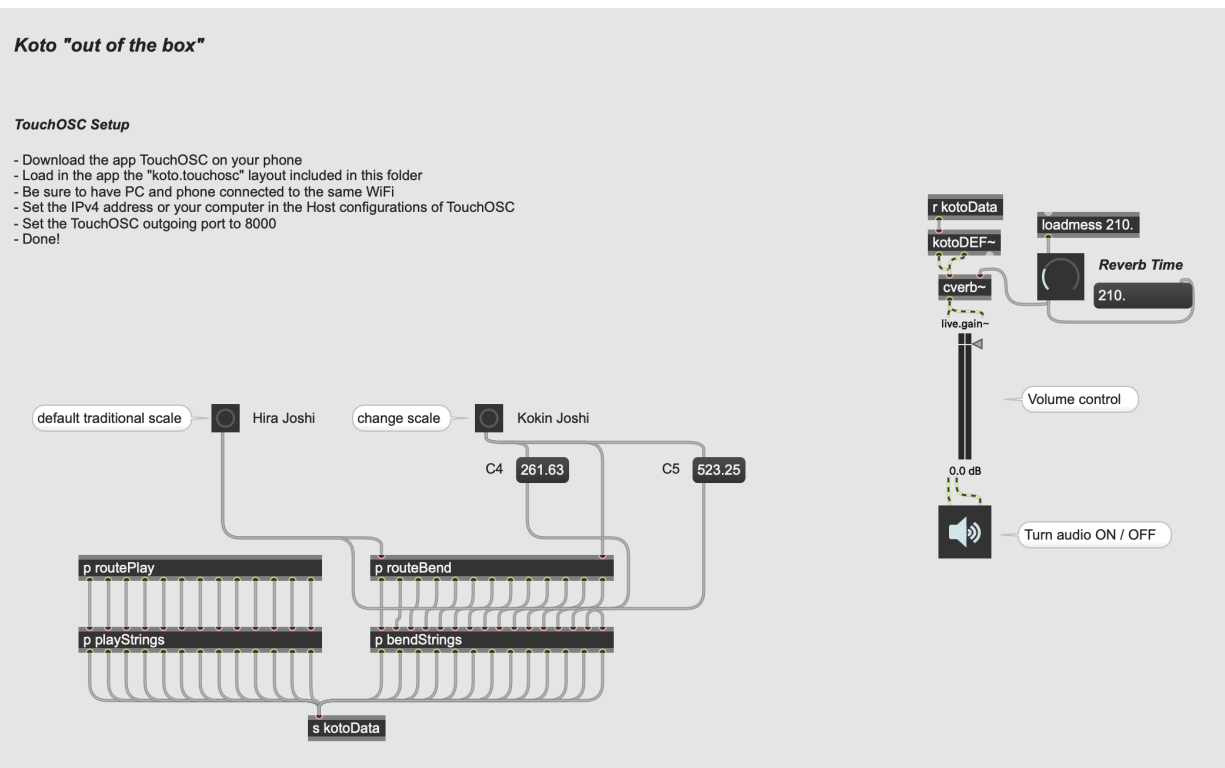 Koto "out of the box"
TouchOSC Setup
- Download the app TouchOSC on your phone
- Load in the app the "koto.touchosc" layout included in this folder
- Be sure to have PC and phone connected to the same WiFi
- Set the IPv4 address or your computer in the Host configurations of TouchOSC
- Set the TouchOSC outgoing port to 8000
- Done!
r kotoData
loadmess 210.
kotoDEF~
Reverb Time
cverb~
210.
live.gain~
Volume control
default traditional scale
Hira Joshi
change scale
Kokin Joshi
C4
261.63
C5
523.25
0.0 dB
Turn audio ON / OFF
p routePlay
p routeBend
p playStrings
p bendStrings
s kotoData